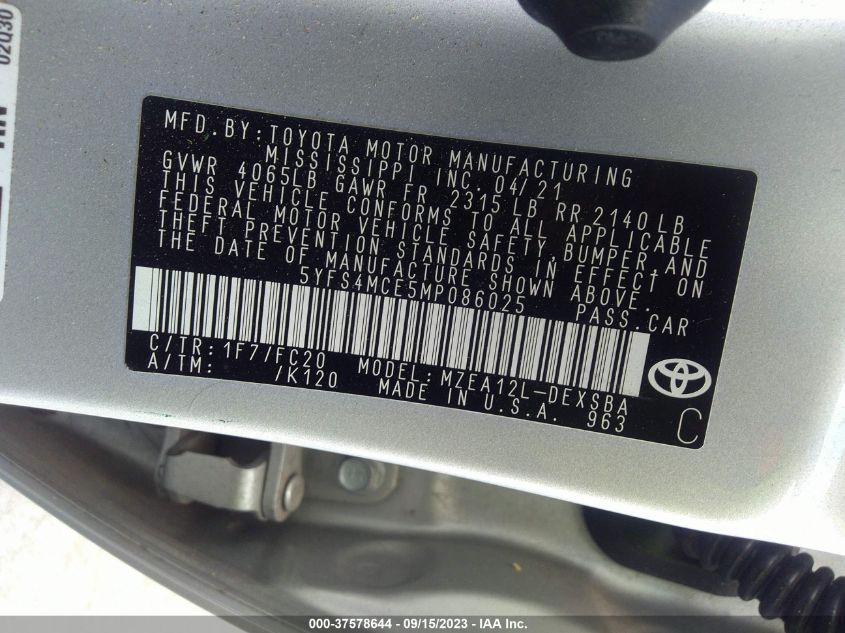 02Q30
MFD.BY:TOYOTA MOTOR MANUFACTURING
MISSISSIPPI INC. 04/21
GVWR 4065LB GAWR FR 2315LB RR 2140LB
THIS VEHICLE CONFORMS TO ALL APPLICABLE
FEDERAL MOTOR VEHICLE SAFETY,BUMPER,AND
THEFT PREVENTION STANDARDS IN EFFECT ON
THE DATE OF MANUFACTURE SHOWN ABOVE.
5YFS4MCE5MP086025 PASS.CAR
C/TR:1F7/FC20 MODEL:MZEA12L-DEXSBA
A/TM: /K120 MADE IN U.S.A. 963
C
000-37578644 - 09/15/2023 - IAA Inc.